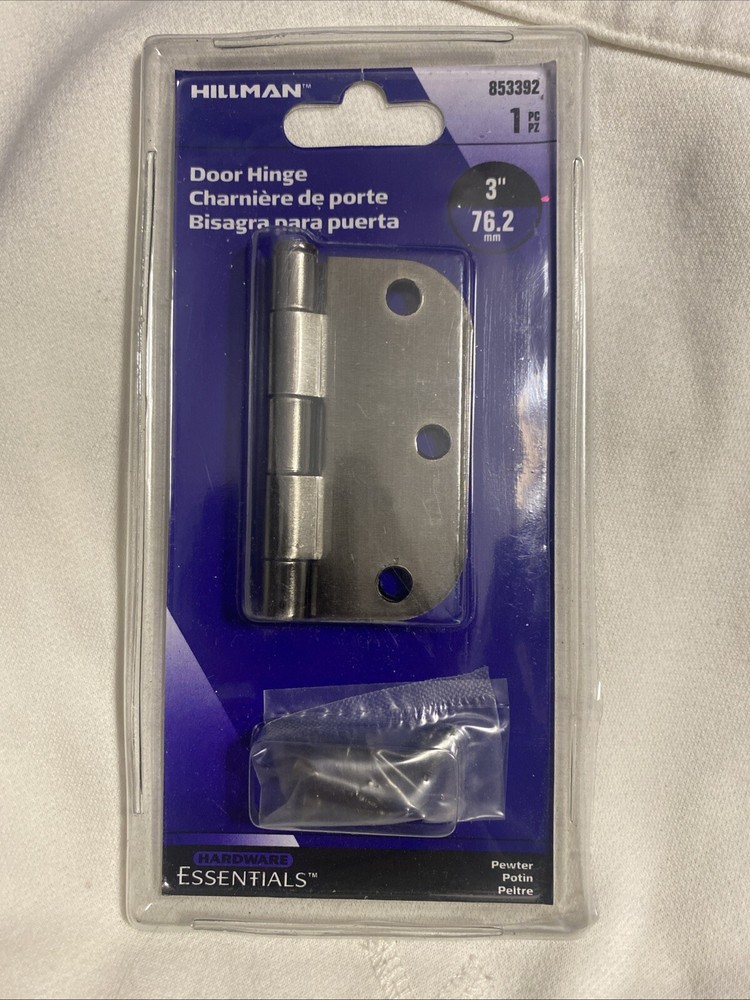 HILLMAN™
853392
1 PC
PZ
Door Hinge
Charnière de porte
Bisagra para puerta
3"
76.2
mm
HARDWARE
ESSENTIALS™
Pewter
Potin
Peltre